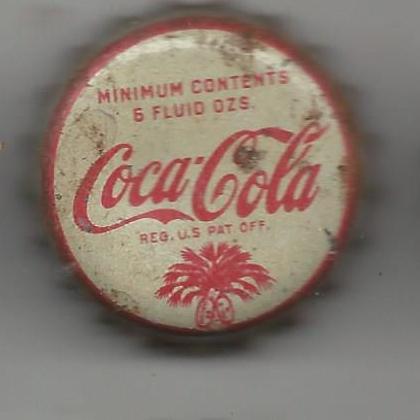 MINIMUM CONTENTS
6 FLUID OZS.
Coca-Cola
REG. U.S PAT. OFF.